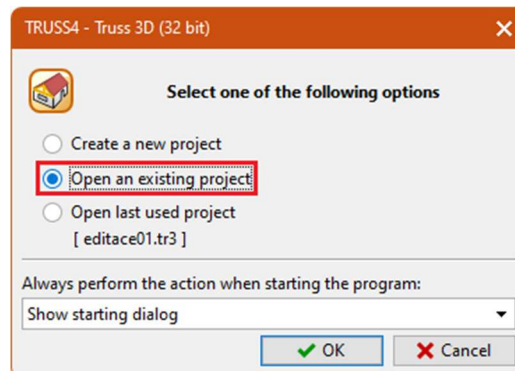 TRUSS4 - Truss 3D (32 bit)
Select one of the following options
Create a new project
Open an existing project
Open last used project
[ editace01.tr3 ]
Always perform the action when starting the program:
Show starting dialog
OK
Cancel